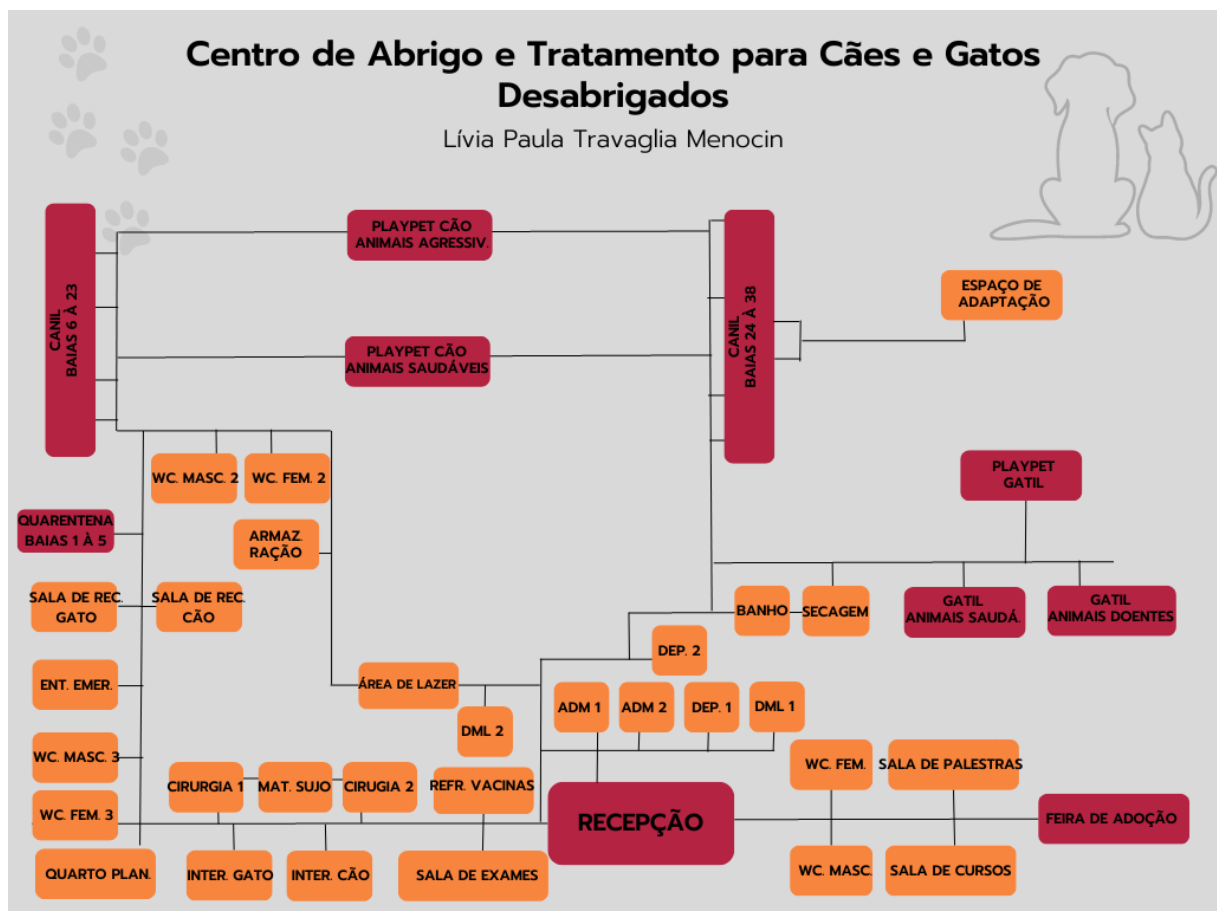 Centro de Abrigo e Tratamento para Cães e Gatos
Desabrigados
Lívia Paula Travaglia Menocin
PLAYPET CÃO
ANIMAIS AGRESSIV.
CANIL
BAIAS 6 À 23
CANIL
BAIAS 24 À 38
ESPAÇO DE
ADAPTAÇÃO
PLAYPET CÃO
ANIMAIS SAUDÁVEIS
WC. MASC. 2
WC. FEM. 2
PLAYPET
GATIL
QUARENTENA
BAIAS 1 À 5
ARMAZ.
RAÇÃO
SALA DE REC.
GATO
SALA DE REC.
CÃO
BANHO
SECAGEM
GATIL
ANIMAIS SAUDÁ.
GATIL
ANIMAIS DOENTES
DEP. 2
ENT. EMER.
ÁREA DE LAZER
ADM 1
ADM 2
DEP. 1
DML 1
DML 2
WC. MASC. 3
CIRURGIA 1
MAT. SUJO
CIRUGIA 2
REFR. VACINAS
WC. FEM.
SALA DE PALESTRAS
WC. FEM. 3
RECEPÇÃO
FEIRA DE ADOÇÃO
QUARTO PLAN.
INTER. GATO
INTER. CÃO
SALA DE EXAMES
WC. MASC.
SALA DE CURSOS